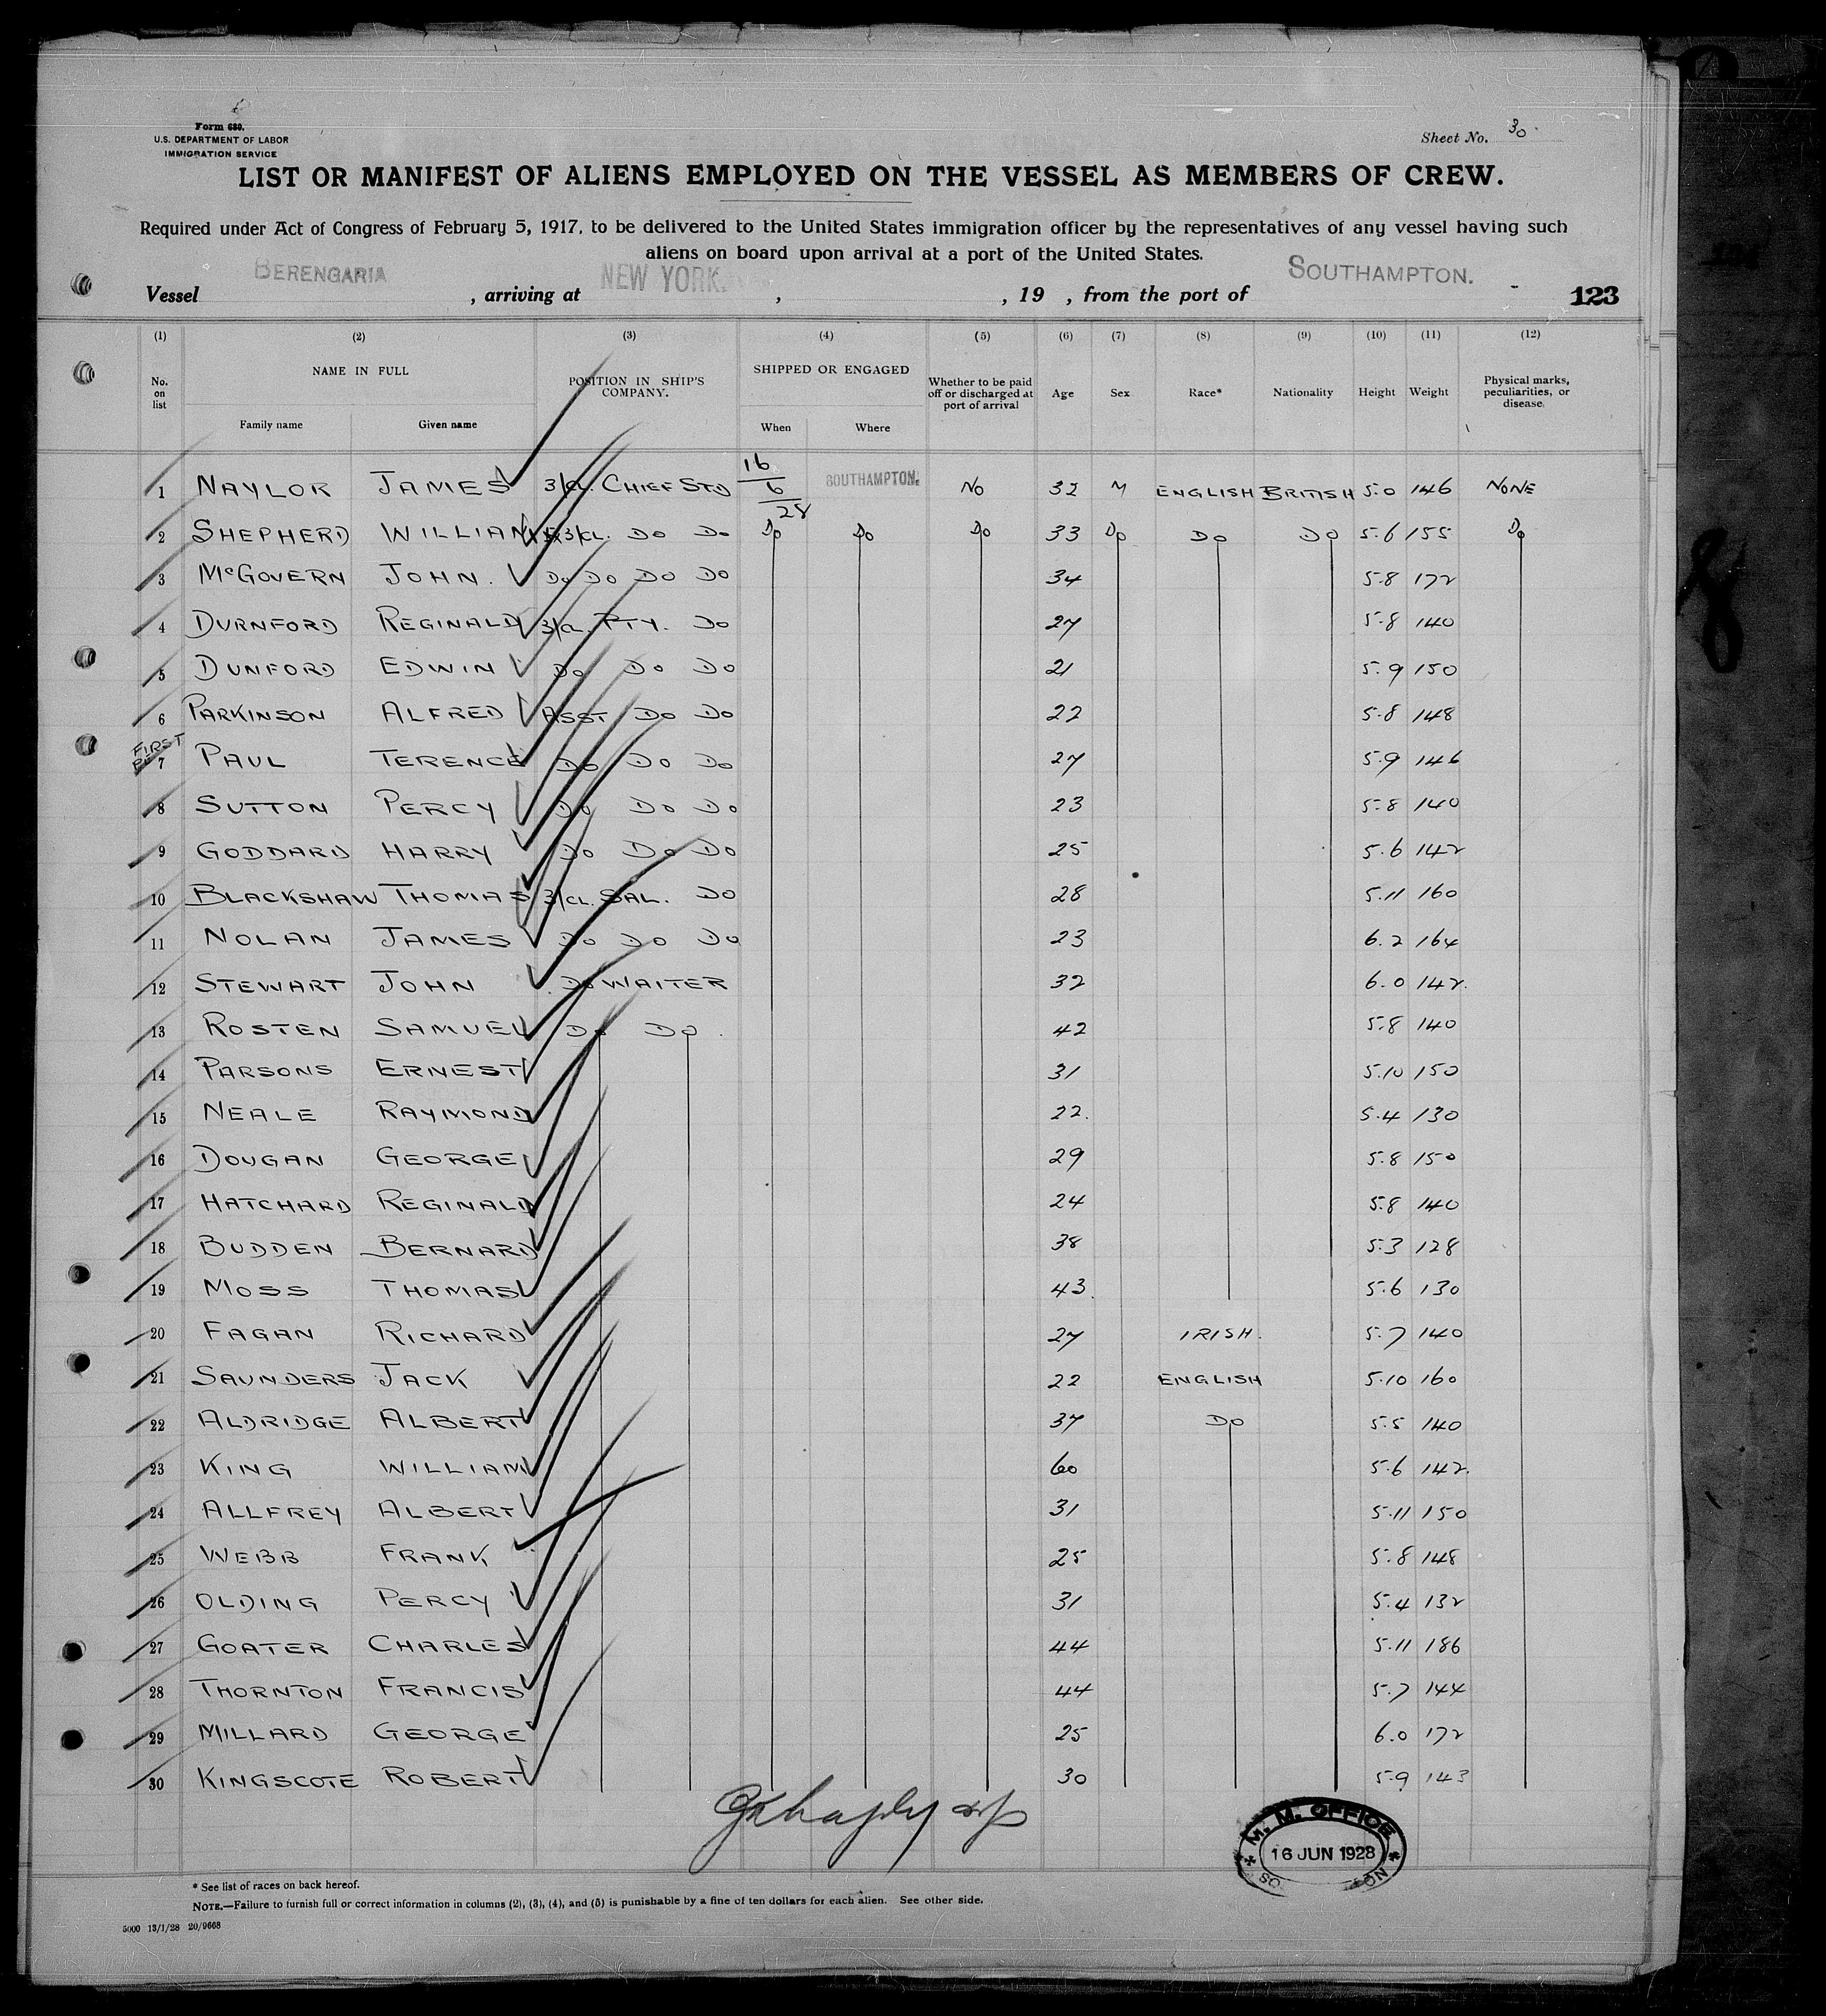 Form 680.
U.S. DEPARTMENT OF LABOR
IMMIGRATION SERVICE
Sheet No. 30
LIST OR MANIFEST OF ALIENS EMPLOYED ON THE VESSEL AS MEMBERS OF CREW.
Required under Act of Congress of February 5, 1917, to be delivered to the United States immigration officer by the representatives of any vessel having such
aliens on board upon arrival at a port of the United States.
Vessel BERENGARIA , arriving at NEW YORK. , , 19 , from the port of SOUTHAMPTON. 123
(1) (2) (3) (4) (5) (6) (7) (8) (9) (10) (11) (12)
No. on list NAME IN FULL Family name Given name POSITION IN SHIP'S COMPANY. SHIPPED OR ENGAGED When Where Whether to be paid off or discharged at port of arrival Age Sex Race* Nationality Height Weight Physical marks, peculiarities, or disease.
1 NAYLOR JAMES 3/CL. CHIEF STD 16/6/28 SOUTHAMPTON. NO 32 M ENGLISH BRITISH 5.0 146 NONE
2 SHEPHERD WILLIAM 3/CL. DO DO DO DO DO 33 DO DO DO 5.6 155 DO
3 McGOVERN JOHN. DO DO DO DO 34 5.8 172
4 DURNFORD REGINALD 3/CL. PTY. DO 27 5.8 140
5 DUNFORD EDWIN DO DO DO 21 5.9 150
6 PARKINSON ALFRED ASST DO DO 22 5.8 148
FIRST
7 PAUL TERENCE DO DO DO 27 5.9 146
8 SUTTON PERCY DO DO DO 23 5.8 140
9 GODDARD HARRY DO DO DO 25 5.6 142
10 BLACKSHAW THOMAS 3/CL. SAL. DO 28 5.11 160
11 NOLAN JAMES DO DO DO 23 6.2 164
12 STEWART JOHN DO WAITER 32 6.0 142.
13 ROSTEN SAMUEL DO DO. 42 5.8 140
14 PARSONS ERNEST 31 5.10 150
15 NEALE RAYMOND 22. 5.4 130
16 DOUGAN GEORGE 29 5.8 150
17 HATCHARD REGINALD 24 5.8 140
18 BUDDEN BERNARD 38 5.3 128
19 MOSS THOMAS 43. 5.6 130
20 FAGAN RICHARD 27 IRISH. 5.7 140
21 SAUNDERS JACK 22 ENGLISH 5.10 160
22 ALDRIDGE ALBERT 37 DO 5.5 140
23 KING WILLIAM 60 5.6 142.
24 ALLFREY ALBERT 31 5.11 150
25 WEBB FRANK 25 5.8 148
26 OLDING PERCY 31 5.4 132
27 GOATER CHARLES 44 5.11 186
28 THORNTON FRANCIS 44 5.7 144
29 MILLARD GEORGE 25 6.0 172
30 KINGSCOTE ROBERT 30 5.9 143
M. M. OFFICE
16 JUN 1928
* See list of races on back hereof.
NOTE.—Failure to furnish full or correct information in columns (2), (3), (4), and (5) is punishable by a fine of ten dollars for each alien. See other side.
5000 13/1/28 20/9668